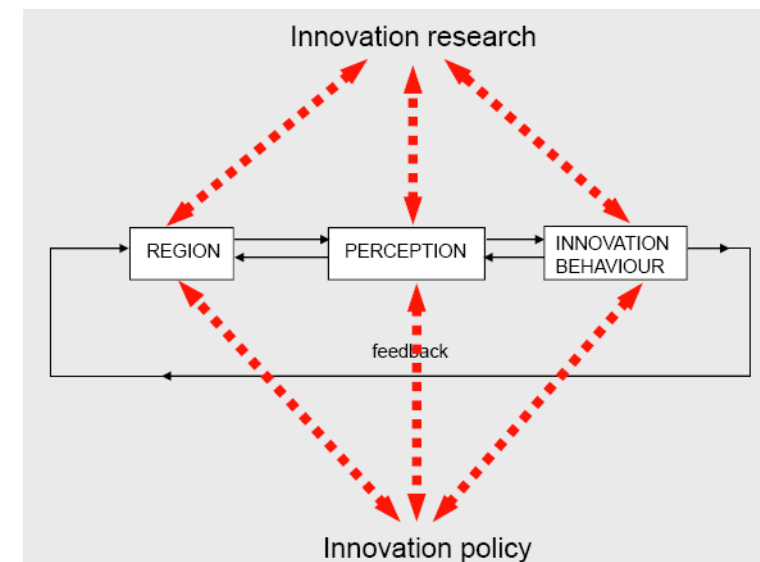 Innovation research
REGION
PERCEPTION
INNOVATION
BEHAVIOUR
feedback
Innovation policy